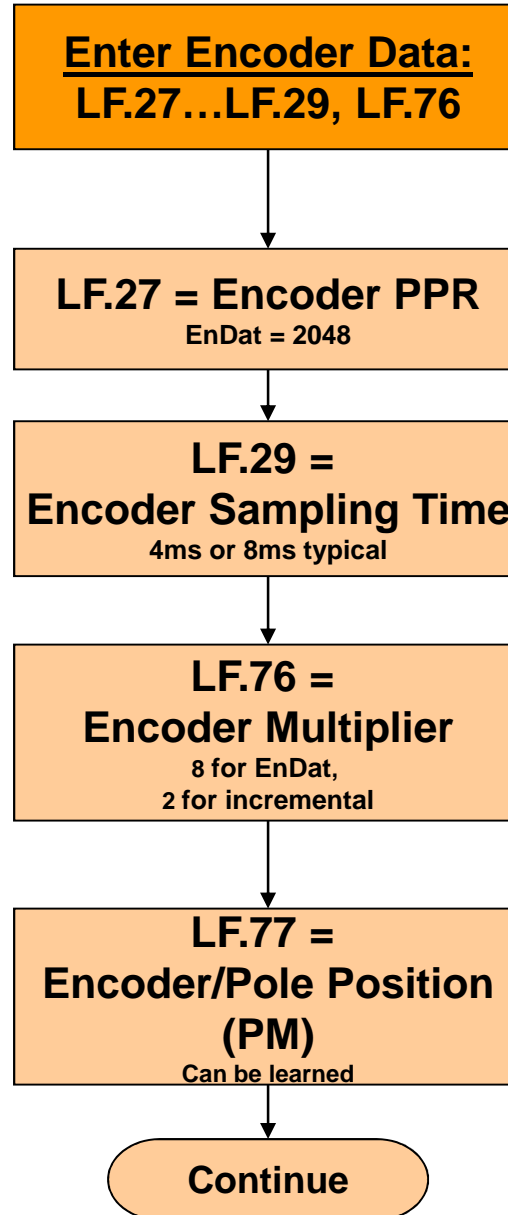 Enter Encoder Data:
LF.27…LF.29, LF.76
LF.27 = Encoder PPR
EnDat = 2048
LF.29 =
Encoder Sampling Time
4ms or 8ms typical
LF.76 =
Encoder Multiplier
8 for EnDat,
2 for incremental
LF.77 =
Encoder/Pole Position
(PM)
Can be learned
Continue